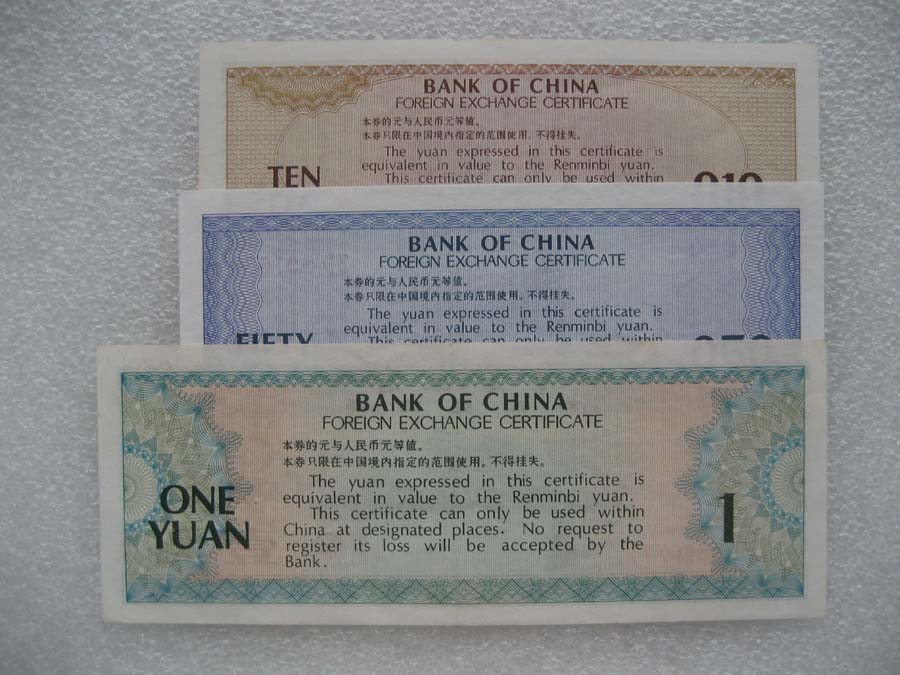 BANK OF CHINA
FOREIGN EXCHANGE CERTIFICATE
本券的元与人民币元等值。
本券只限在中国境内指定的范围使用，不得挂失。
The yuan expressed in this certificate is
equivalent in value to the Renminbi yuan.
This certificate can only be used within
TEN
BANK OF CHINA
FOREIGN EXCHANGE CERTIFICATE
本券的元与人民币元等值。
本券只限在中国境内指定的范围使用，不得挂失。
The yuan expressed in this certificate is
equivalent in value to the Renminbi yuan.
This certificate can only be used within
FIFTY
BANK OF CHINA
FOREIGN EXCHANGE CERTIFICATE
本券的元与人民币元等值。
本券只限在中国境内指定的范围使用，不得挂失。
The yuan expressed in this certificate is
equivalent in value to the Renminbi yuan.
This certificate can only be used within
China at designated places. No request to
register its loss will be accepted by the
Bank.
ONE
YUAN
1